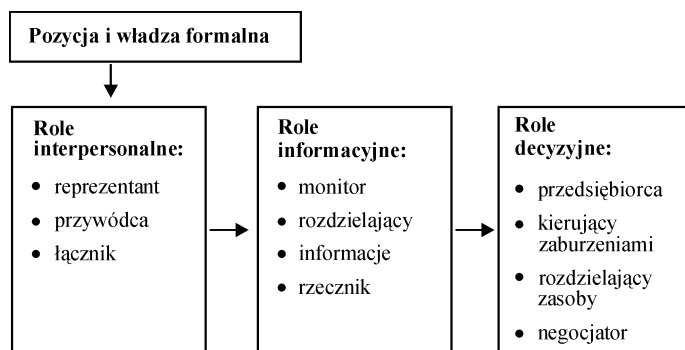 Pozycja i władza formalna
Role
interpersonalne:
• reprezentant
• przywódca
• łącznik
Role
informacyjne:
• monitor
• rozdzielający
• informacje
• rzecznik
Role
decyzyjne:
• przedsiębiorca
• kierujący
zaburzeniami
• rozdzielający
zasoby
• negocjator